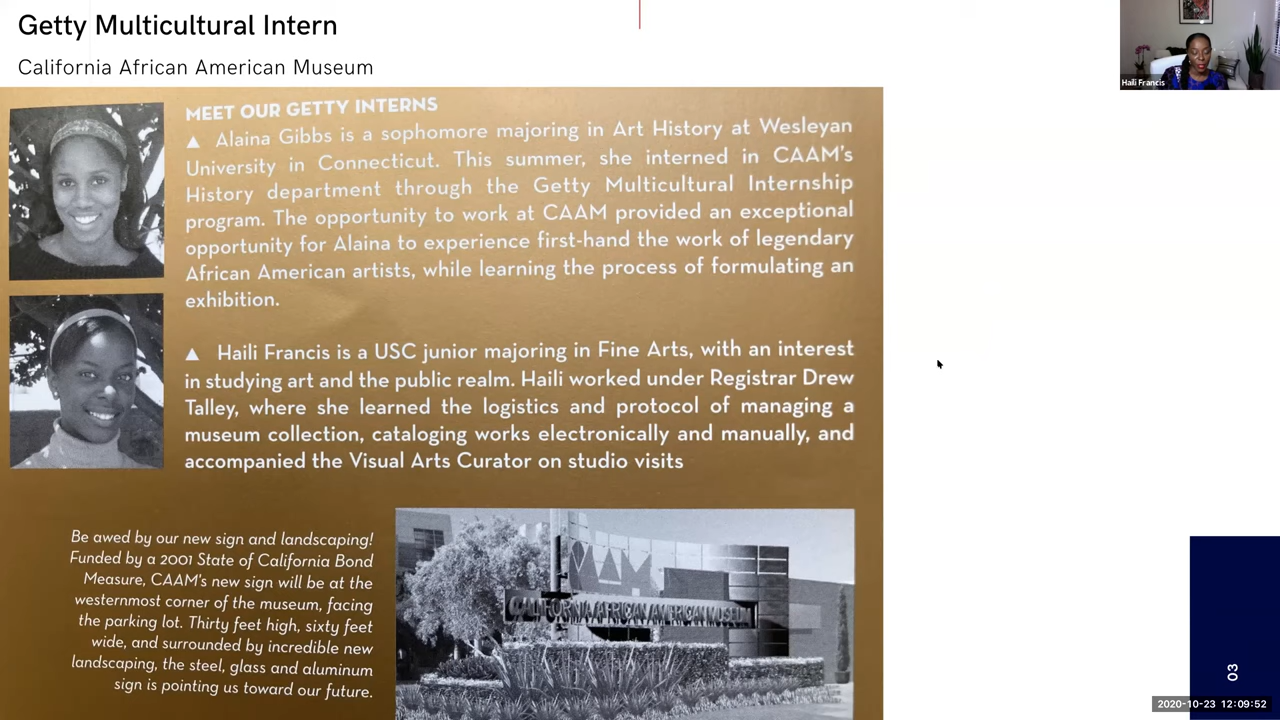 Getty Multicultural Intern
California African American Museum
Haili Francis
MEET OUR GETTY INTERNS
▲ Alaina Gibbs is a sophomore majoring in Art History at Wesleyan
University in Connecticut. This summer, she interned in CAAM's
History department through the Getty Multicultural Internship
program. The opportunity to work at CAAM provided an exceptional
opportunity for Alaina to experience first-hand the work of legendary
African American artists, while learning the process of formulating an
exhibition.
▲ Haili Francis is a USC junior majoring in Fine Arts, with an interest
in studying art and the public realm. Haili worked under Registrar Drew
Talley, where she learned the logistics and protocol of managing a
museum collection, cataloging works electronically and manually, and
accompanied the Visual Arts Curator on studio visits
Be awed by our new sign and landscaping!
Funded by a 2001 State of California Bond
Measure, CAAM's new sign will be at the
westernmost corner of the museum, facing
the parking lot. Thirty feet high, sixty feet
wide, and surrounded by incredible new
landscaping, the steel, glass and aluminum
sign is pointing us toward our future.
CAAM
CALIFORNIA AFRICAN AMERICAN MUSEUM
03
2020-10-23 12:09:52